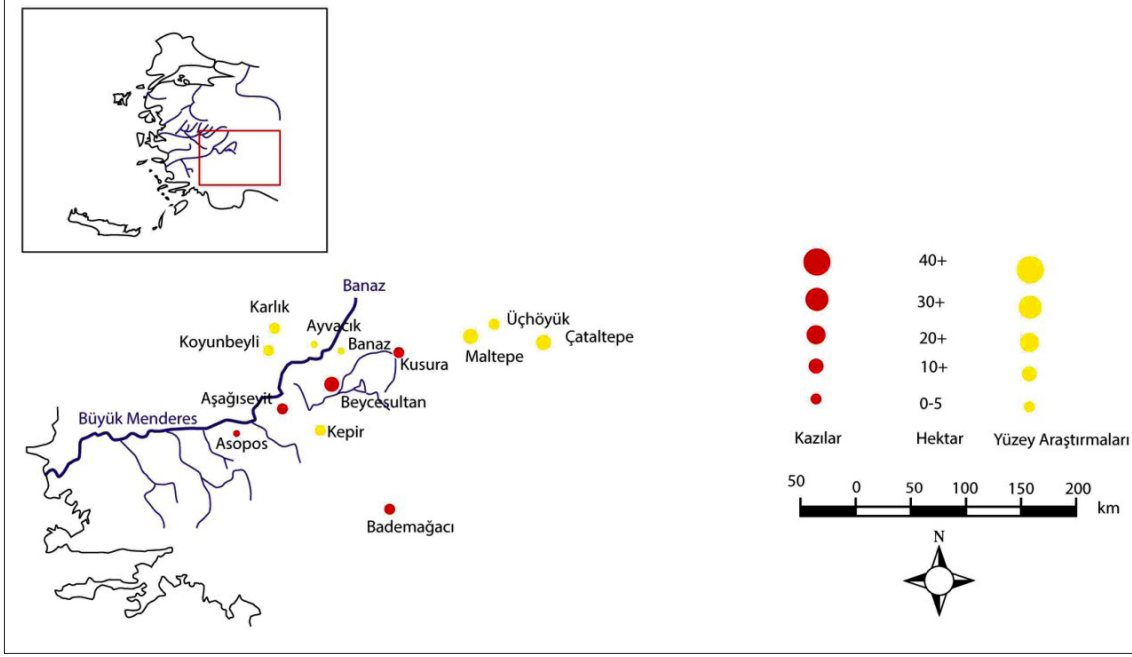 Banaz
Karlık
Üçhöyük
Ayvacık
Koyunbeyli
Banaz
Çataltepe
Maltepe
Kusura
Aşağıseyit
Beycesultan
Büyük Menderes
Kepir
Asopos
Bademağacı
40+
30+
20+
10+
0-5
Kazılar Hektar Yüzey Araştırmaları
50 0 50 100 150 200
km
N